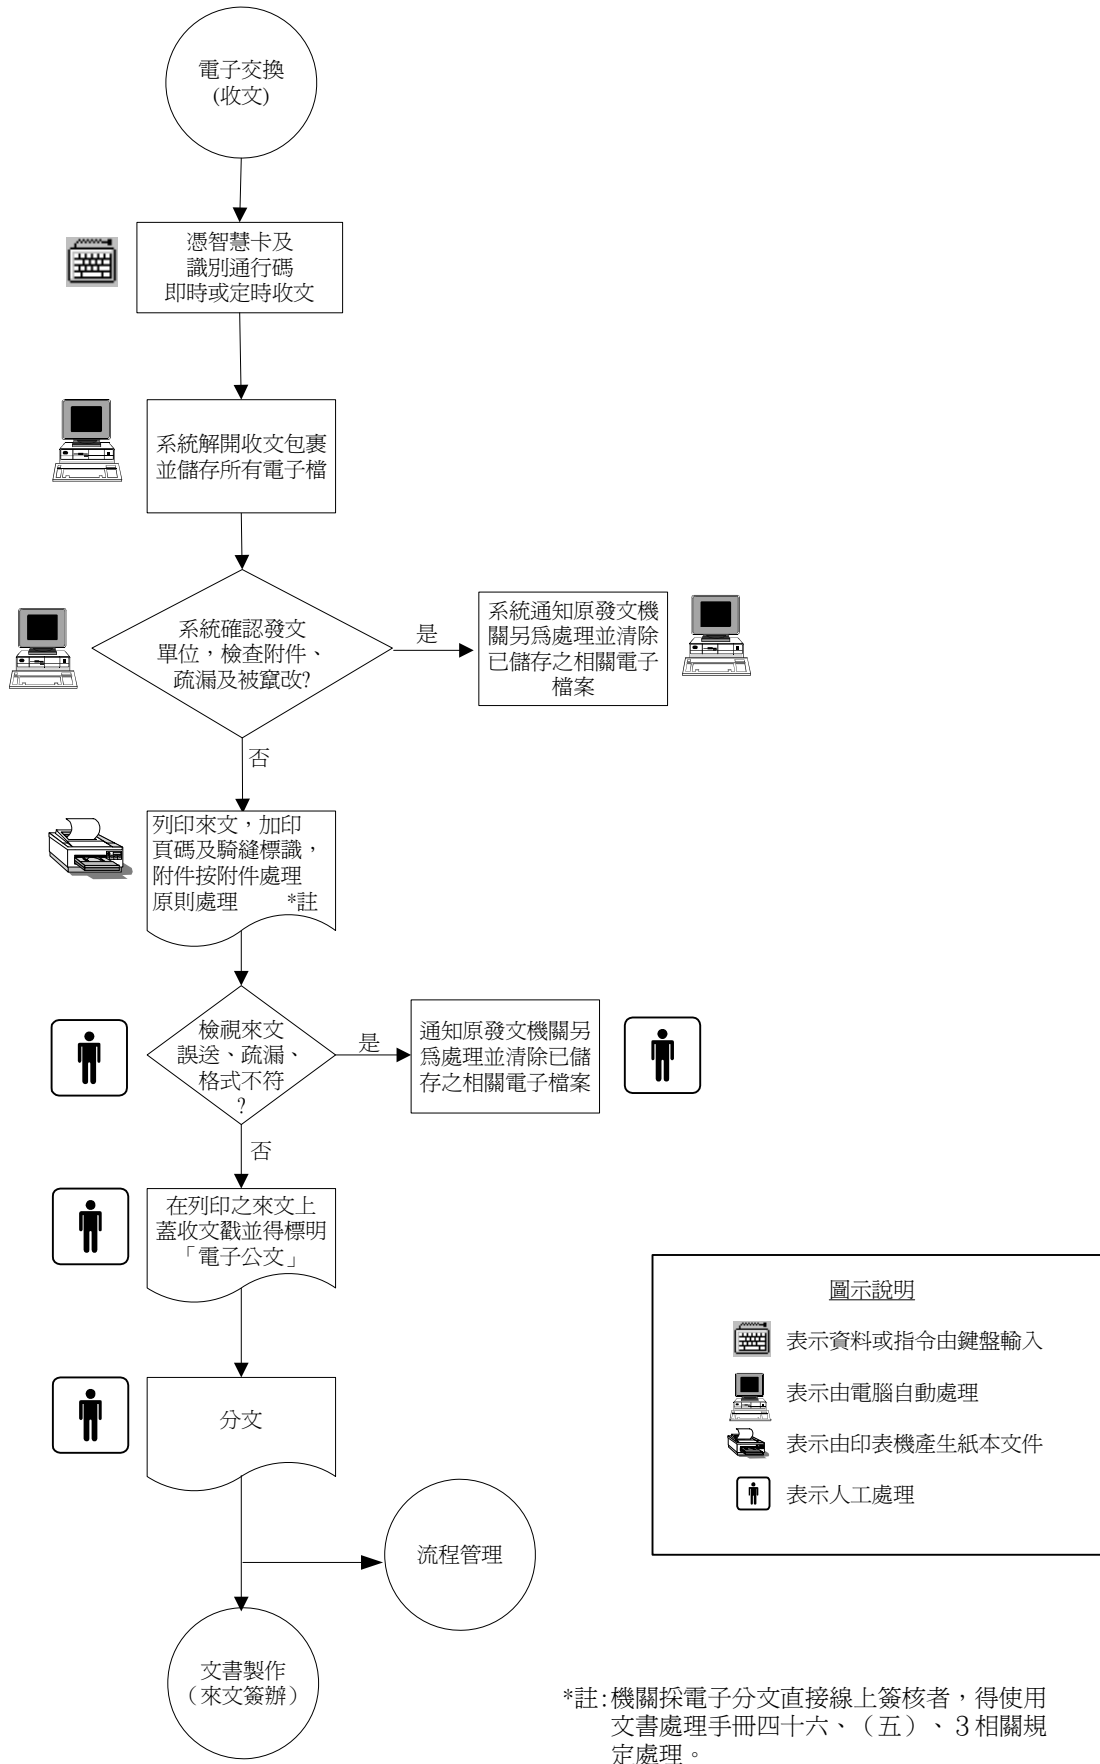 電子交換
(收文)
憑智慧卡及
識別通行碼
即時或定時收文
系統解開收文包裹
並儲存所有電子檔
系統確認發文
單位，檢查附件、
疏漏及被竄改?
是
系統通知原發文機
關另為處理並清除
已儲存之相關電子
檔案
否
列印來文，加印
頁碼及騎縫標識，
附件按附件處理
原則處理 *註
檢視來文
誤送、疏漏、
格式不符
?
是
通知原發文機關另
為處理並清除已儲
存之相關電子檔案
否
在列印之來文上
蓋收文戳並得標明
「電子公文」
分文
流程管理
文書製作
（來文簽辦）
圖示說明
表示資料或指令由鍵盤輸入
表示由電腦自動處理
表示由印表機產生紙本文件
表示人工處理
*註:機關採電子分文直接線上簽核者，得使用
文書處理手冊四十六、（五）、３相關規
定處理。